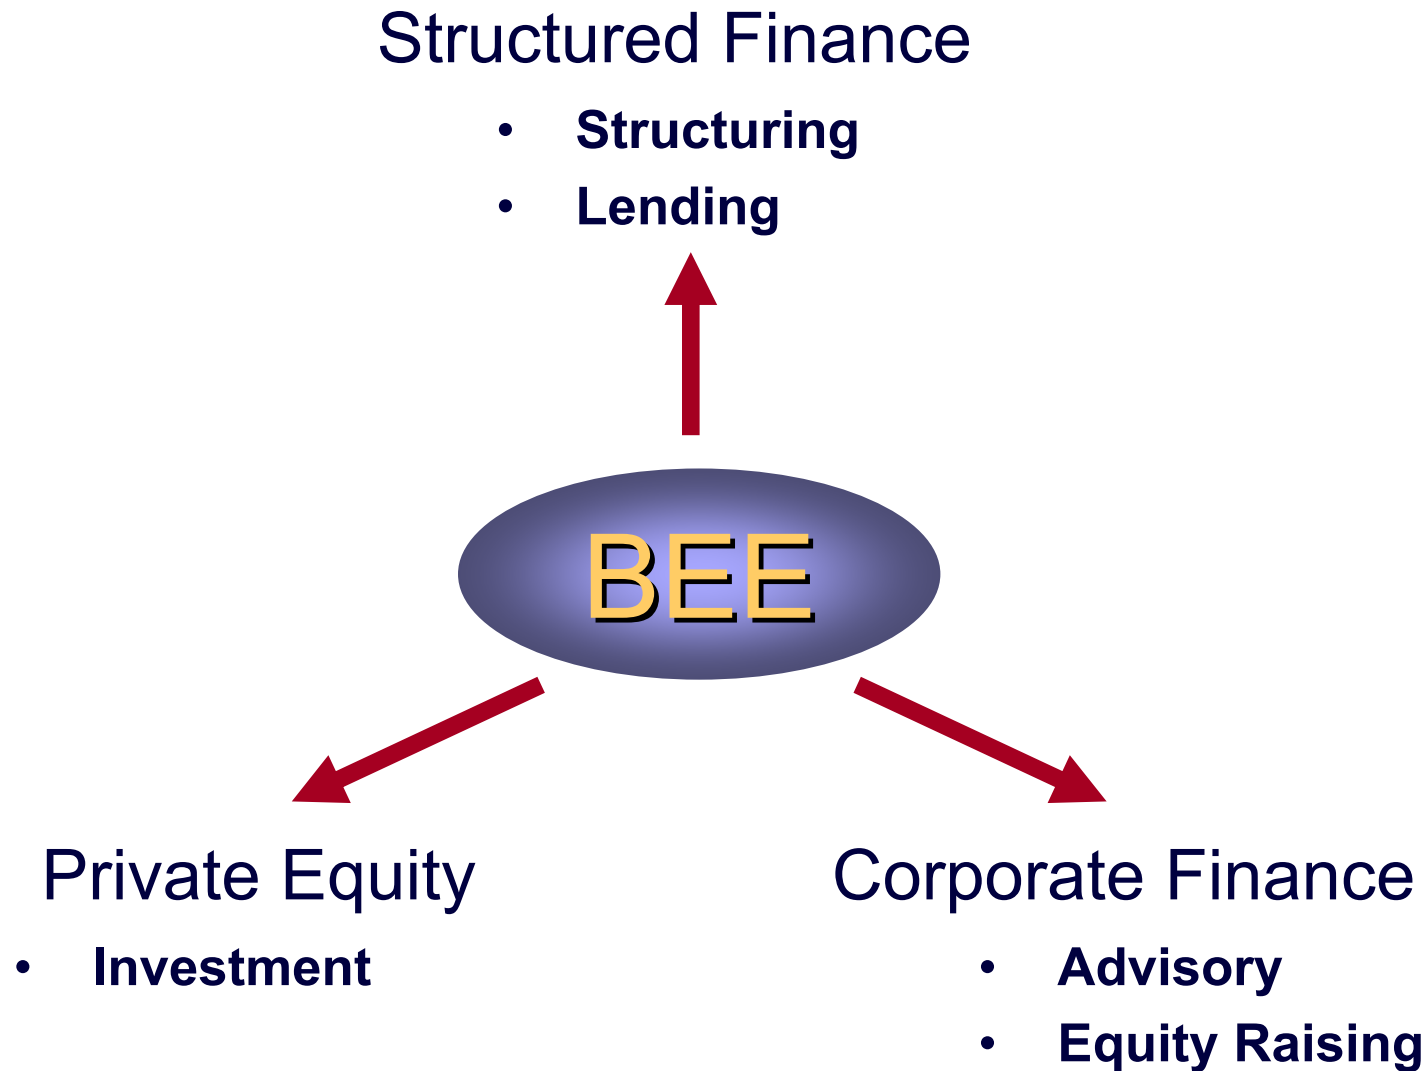 Structured Finance
• Structuring
• Lending
BEE
Private Equity
• Investment
Corporate Finance
• Advisory
• Equity Raising